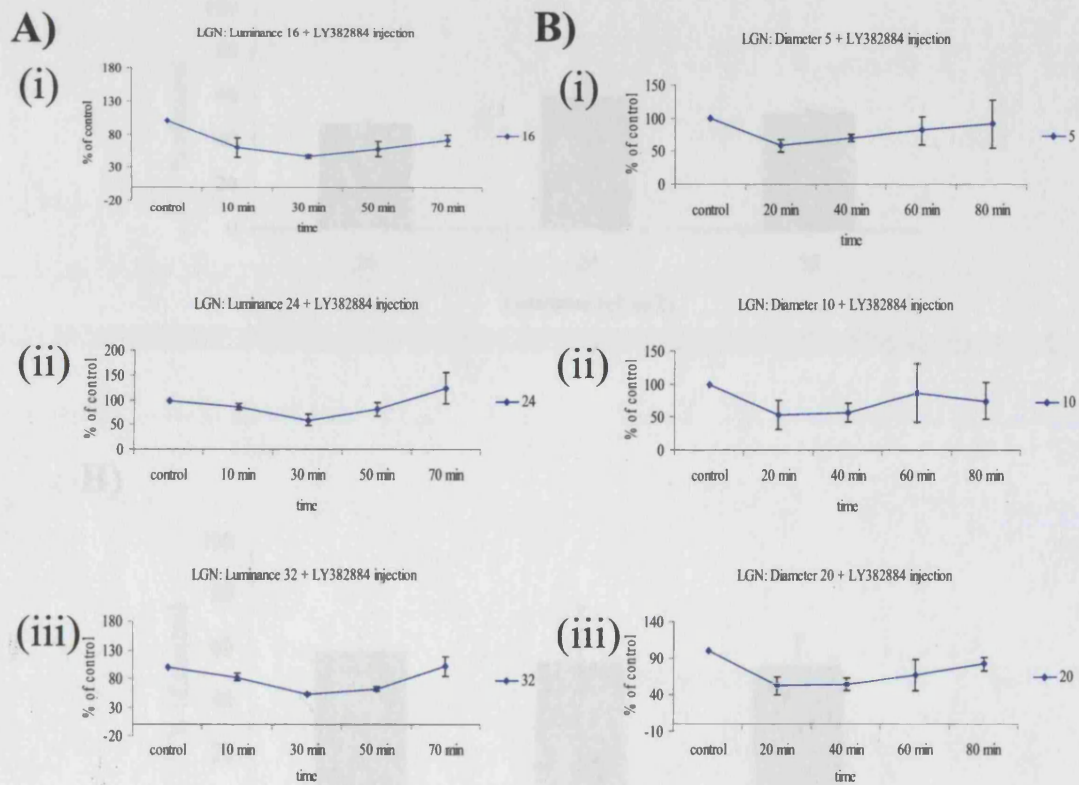 A)
LGN: Luminance 16 + LY382884 injection
(i)
% of control
180
130
80
30
-20
control 10 min 30 min 50 min 70 min
time
16
LGN: Luminance 24 + LY382884 injection
(ii)
% of control
200
150
100
50
0
control 10 min 30 min 50 min 70 min
time
24
LGN: Luminance 32 + LY382884 injection
(iii)
% of control
180
130
80
30
-20
control 10 min 30 min 50 min 70 min
time
32
B)
LGN: Diameter 5 + LY382884 injection
(i)
% of control
150
100
50
0
control 20 min 40 min 60 min 80 min
time
5
LGN: Diameter 10 + LY382884 injection
(ii)
% of control
150
100
50
0
control 20 min 40 min 60 min 80 min
time
10
LGN: Diameter 20 + LY382884 injection
(iii)
% of control
140
90
40
-10
control 20 min 40 min 60 min 80 min
time
20